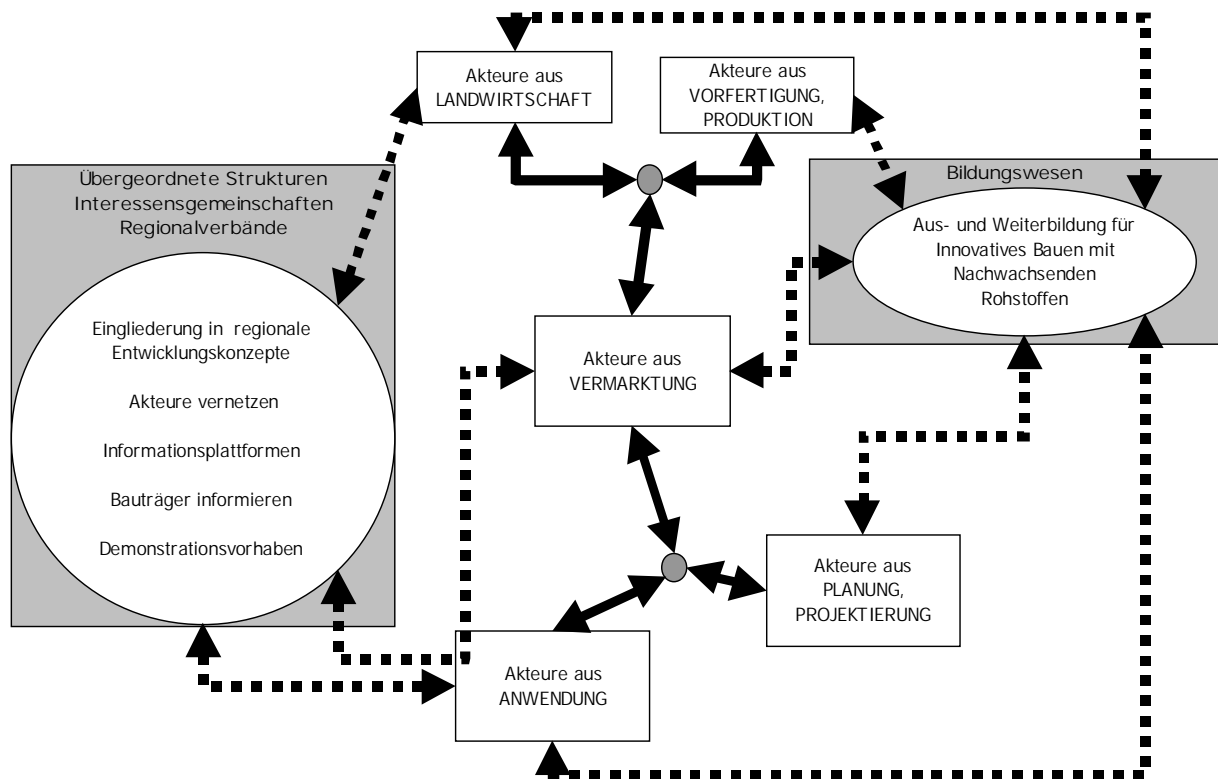 Akteure aus
LANDWIRTSCHAFT
Akteure aus
VORFERTIGUNG,
PRODUKTION
Übergeordnete Strukturen
Interessensgemeinschaften
Regionalverbände
Eingliederung in regionale
Entwicklungskonzepte
Akteure vernetzen
Informationsplattformen
Bauträger informieren
Demonstrationsvorhaben
Bildungswesen
Aus- und Weiterbildung für
Innovatives Bauen mit
Nachwachsenden
Rohstoffen
Akteure aus
VERMARKTUNG
Akteure aus
PLANUNG,
PROJEKTIERUNG
Akteure aus
ANWENDUNG